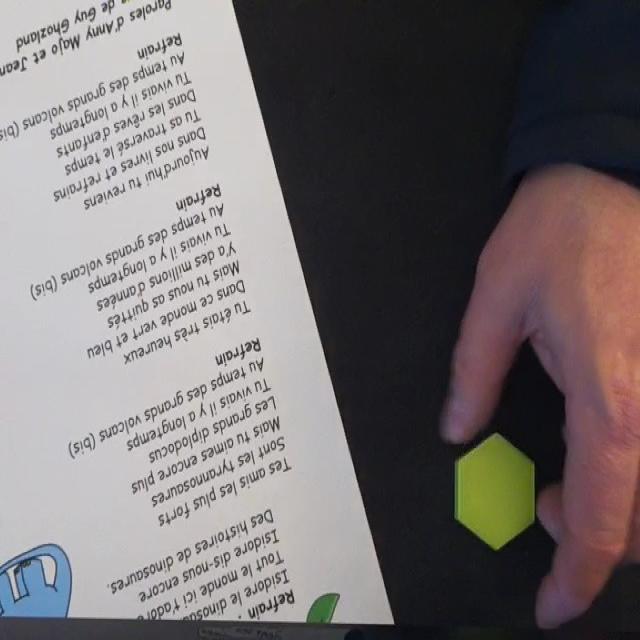 Refrain :
Isidore le dinosau
Tout le monde ici t'adore
Isidore dis-nous encore
Des histoires de dinosaures.
Tes amis les plus forts
Sont les tyrannosaures
Mais tu aimes encore plus
Les grands diplodocus
Tu vivais il y a longtemps
Au temps des grands volcans (bis)
Refrain
Tu étais très heureux
Dans ce monde vert et bleu
Mais tu nous as quittés
Y'a des millions d'années
Tu vivais il y a longtemps
Au temps des grands volcans (bis)
Refrain
Aujourd'hui tu reviens
Dans nos livres et refrains
Tu as traversé le temps
Dans les rêves d'enfants
Tu vivais il y a longtemps
Au temps des grands volcans (bis)
Refrain
Paroles d'Anny Majo et Jean
de Guy Ghozland